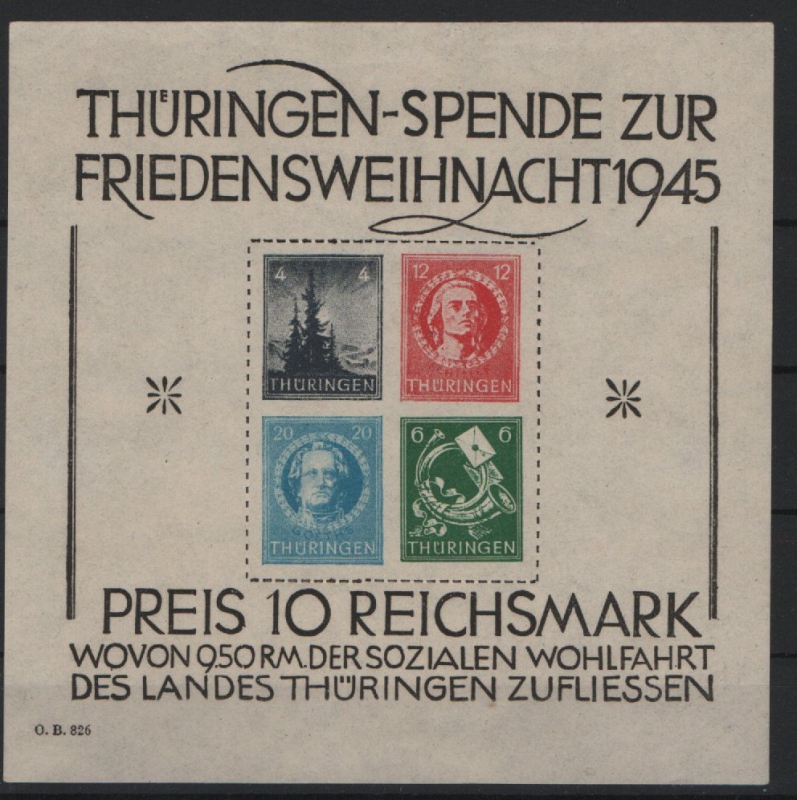 THÜRINGEN-SPENDE ZUR
FRIEDENSWEIHNACHT 1945
4 4
THÜRINGEN
12 12
THÜRINGEN
20 20
GOETHE
THÜRINGEN
6 6
THÜRINGEN
PREIS 10 REICHSMARK
WOVON 9.50 RM. DER SOZIALEN WOHLFAHRT
DES LANDES THÜRINGEN ZUFLIESSEN
O. B. 826